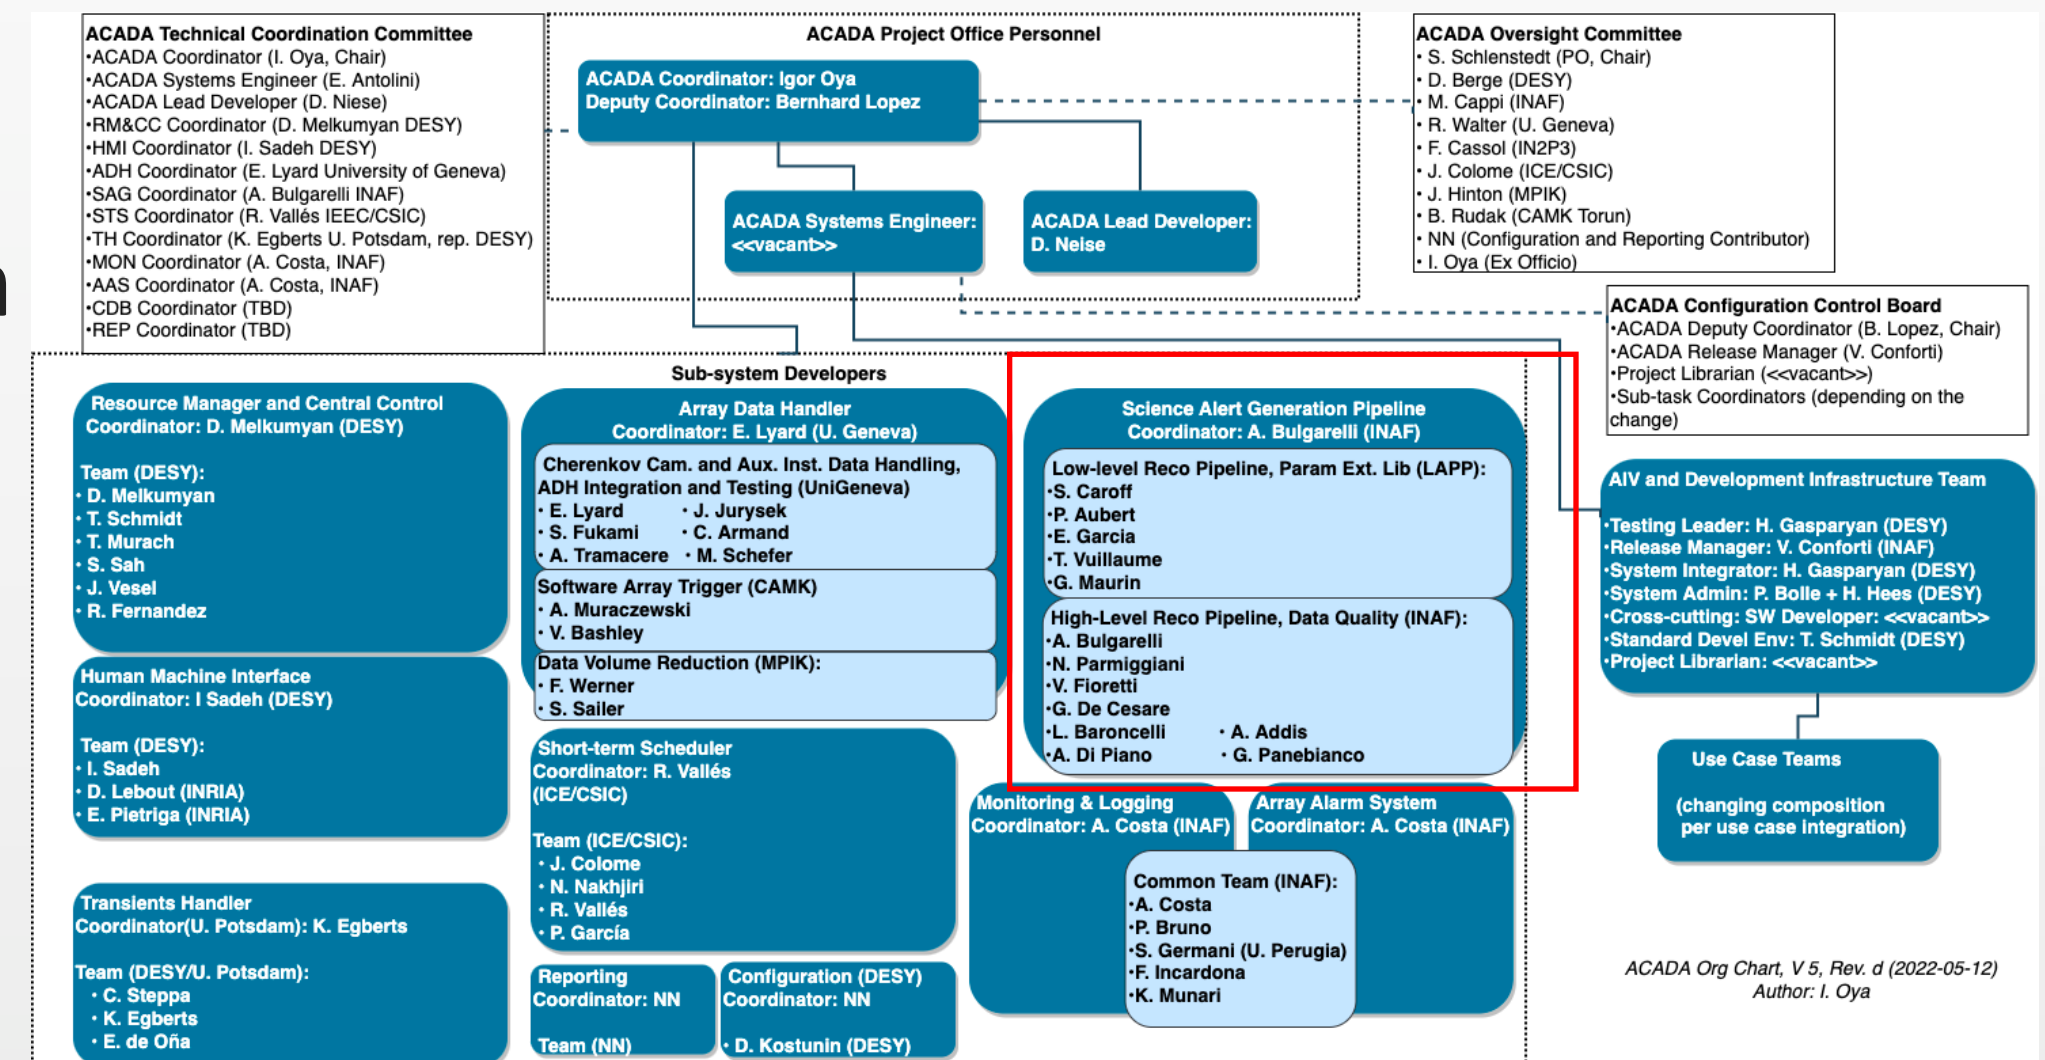 ACADA Technical Coordination Committee
•ACADA Coordinator (I. Oya, Chair)
•ACADA Systems Engineer (E. Antolini)
•ACADA Lead Developer (D. Niese)
•RM&CC Coordinator (D. Melkumyan DESY)
•HMI Coordinator (I. Sadeh DESY)
•ADH Coordinator (E. Lyard University of Geneva)
•SAG Coordinator (A. Bulgarelli INAF)
•STS Coordinator (R. Vallés IEEC/CSIC)
•TH Coordinator (K. Egberts U. Potsdam, rep. DESY)
•MON Coordinator (A. Costa, INAF)
•AAS Coordinator (A. Costa, INAF)
•CDB Coordinator (TBD)
•REP Coordinator (TBD)
ACADA Project Office Personnel
ACADA Coordinator: Igor Oya
Deputy Coordinator: Bernhard Lopez
ACADA Systems Engineer:
<<vacant>>
ACADA Lead Developer:
D. Neise
ACADA Oversight Committee
• S. Schlenstedt (PO, Chair)
• D. Berge (DESY)
• M. Cappi (INAF)
• R. Walter (U. Geneva)
• F. Cassol (IN2P3)
• J. Colome (ICE/CSIC)
• J. Hinton (MPIK)
• B. Rudak (CAMK Torun)
• NN (Configuration and Reporting Contributor)
• I. Oya (Ex Officio)
ACADA Configuration Control Board
•ACADA Deputy Coordinator (B. Lopez, Chair)
•ACADA Release Manager (V. Conforti)
•Project Librarian (<<vacant>>)
•Sub-task Coordinators (depending on the
change)
Sub-system Developers
Resource Manager and Central Control
Coordinator: D. Melkumyan (DESY)
Team (DESY):
• D. Melkumyan
• T. Schmidt
• T. Murach
• S. Sah
• J. Vesel
• R. Fernandez
Human Machine Interface
Coordinator: I Sadeh (DESY)
Team (DESY):
• I. Sadeh
• D. Lebout (INRIA)
• E. Pietriga (INRIA)
Transients Handler
Coordinator(U. Potsdam): K. Egberts
Team (DESY/U. Potsdam):
• C. Steppa
• K. Egberts
• E. de Oña
Array Data Handler
Coordinator: E. Lyard (U. Geneva)
Cherenkov Cam. and Aux. Inst. Data Handling,
ADH Integration and Testing (UniGeneva)
• E. Lyard • J. Jurysek
• S. Fukami • C. Armand
• A. Tramacere • M. Schefer
Software Array Trigger (CAMK)
• A. Muraczewski
• V. Bashley
Data Volume Reduction (MPIK):
• F. Werner
• S. Sailer
Short-term Scheduler
Coordinator: R. Vallés
(ICE/CSIC)
Team (ICE/CSIC):
• J. Colome
• N. Nakhjiri
• R. Vallés
• P. García
Reporting
Coordinator: NN
Team (NN)
Configuration (DESY)
Coordinator: NN
• D. Kostunin (DESY)
Science Alert Generation Pipeline
Coordinator: A. Bulgarelli (INAF)
Low-level Reco Pipeline, Param Ext. Lib (LAPP):
•S. Caroff
•P. Aubert
•E. Garcia
•T. Vuillaume
•G. Maurin
High-Level Reco Pipeline, Data Quality (INAF):
•A. Bulgarelli
•N. Parmiggiani
•V. Fioretti
•G. De Cesare
•L. Baroncelli • A. Addis
•A. Di Piano • G. Panebianco
Monitoring & Logging
Coordinator: A. Costa (INAF)
Array Alarm System
Coordinator: A. Costa (INAF)
Common Team (INAF):
•A. Costa
•P. Bruno
•S. Germani (U. Perugia)
•F. Incardona
•K. Munari
AIV and Development Infrastructure Team
•Testing Leader: H. Gasparyan (DESY)
•Release Manager: V. Conforti (INAF)
•System Integrator: H. Gasparyan (DESY)
•System Admin: P. Bolle + H. Hees (DESY)
•Cross-cutting: SW Developer: <<vacant>>
•Standard Devel Env: T. Schmidt (DESY)
•Project Librarian: <<vacant>>
Use Case Teams
(changing composition
per use case integration)
ACADA Org Chart, V 5, Rev. d (2022-05-12)
Author: I. Oya